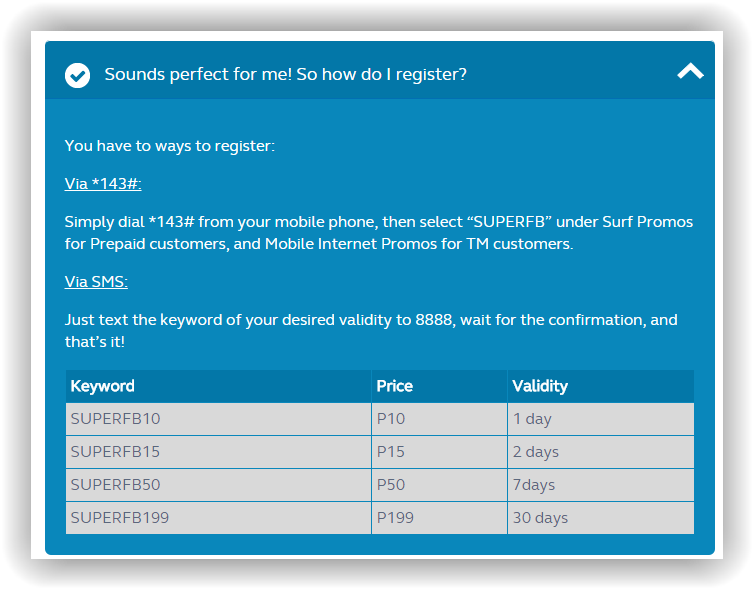 Sounds perfect for me! So how do I register?
You have to ways to register:
Via *143#:
Simply dial *143# from your mobile phone, then select “SUPERFB” under Surf Promos
for Prepaid customers, and Mobile Internet Promos for TM customers.
Via SMS:
Just text the keyword of your desired validity to 8888, wait for the confirmation, and
that’s it!
Keyword Price Validity
SUPERFB10 P10 1 day
SUPERFB15 P15 2 days
SUPERFB50 P50 7days
SUPERFB199 P199 30 days